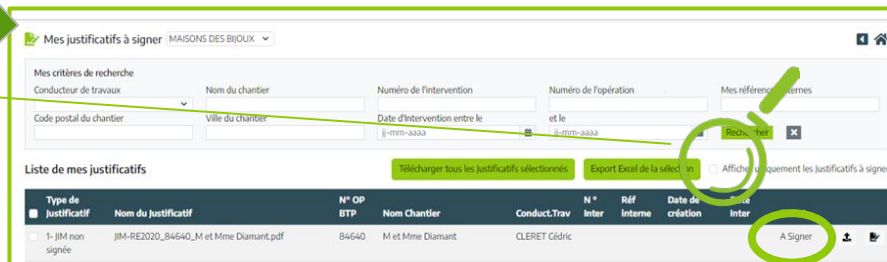 Mes justificatifs à signer MAISONS DES BIJOUX
Mes critères de recherche
Conducteur de travaux Nom du chantier Numéro de l'intervention Numéro de l'opération Mes références internes
Code postal du chantier Ville du chantier Date d'Intervention entre le et le
jj-mm-aaaa jj-mm-aaaa Rechercher
Liste de mes justificatifs Télécharger tous les Justificatifs sélectionnés Export Excel de la sélection Afficher uniquement les Justificatifs à signer
Type de Justificatif Nom du Justificatif N° OP BTP Nom Chantier Conduct.Trav N° Inter Réf Interne Date de création Date Inter
1- JIM non signée JIM-RE2020_84640_M et Mme Diamant.pdf 84640 M et Mme Diamant CLERET Cédric A Signer